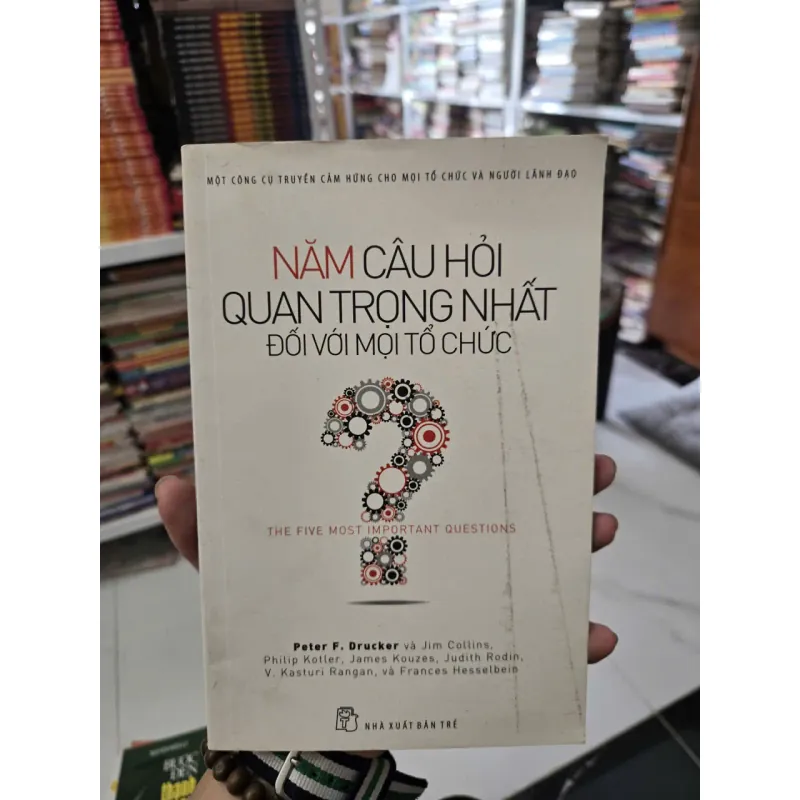 MỘT CÔNG CỤ TRUYỀN CẢM HỨNG CHO MỌI TỔ CHỨC VÀ NGƯỜI LÃNH ĐẠO
NĂM CÂU HỎI
QUAN TRỌNG NHẤT
ĐỐI VỚI MỌI TỔ CHỨC
THE FIVE MOST IMPORTANT QUESTIONS
Peter F. Drucker và Jim Collins,
Philip Kotler, James Kouzes, Judith Rodin,
V. Kasturi Rangan, và Frances Hesselbein
NHÀ XUẤT BẢN TRẺ
BƯỚC
ĐẾN